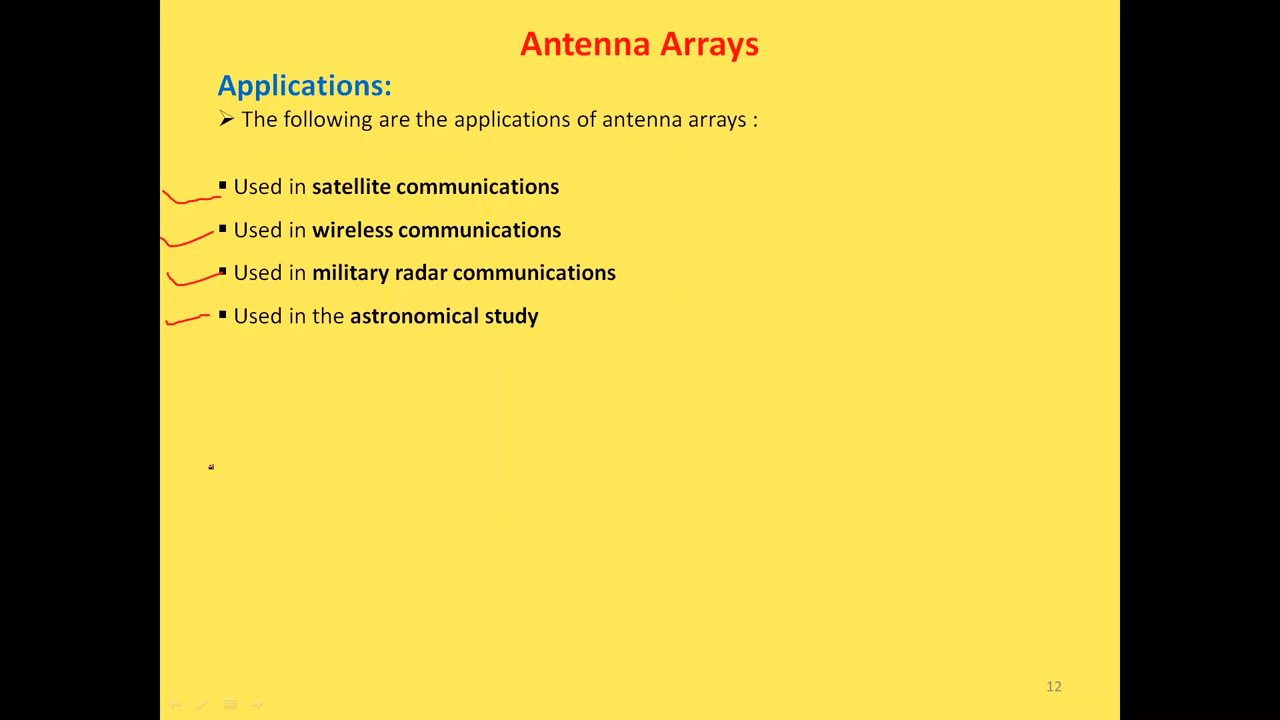 Antenna Arrays
Applications:
➢ The following are the applications of antenna arrays :
▪ Used in satellite communications
▪ Used in wireless communications
▪ Used in military radar communications
▪ Used in the astronomical study
12